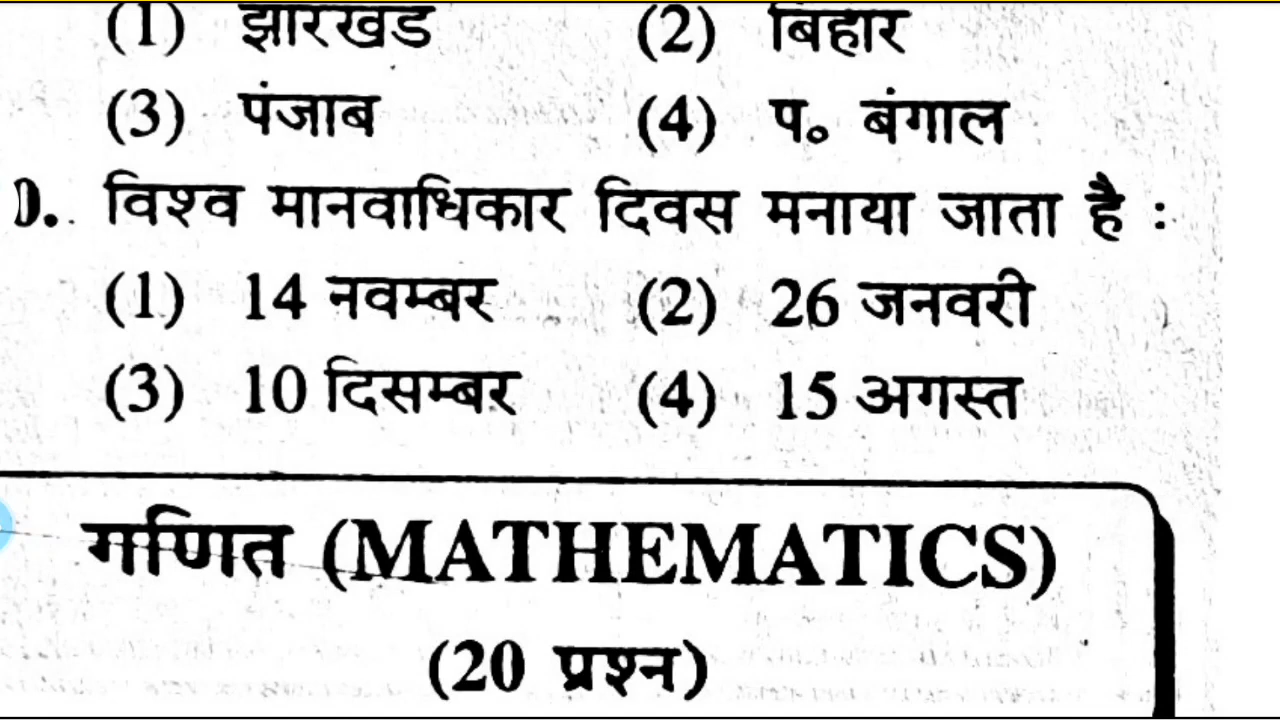 (1) झारखंड (2) बिहार
(3) पंजाब (4) प॰ बंगाल
0. विश्व मानवाधिकार दिवस मनाया जाता है :
(1) 14 नवम्बर (2) 26 जनवरी
(3) 10 दिसम्बर (4) 15 अगस्त
गणित (MATHEMATICS)
(20 प्रश्न)